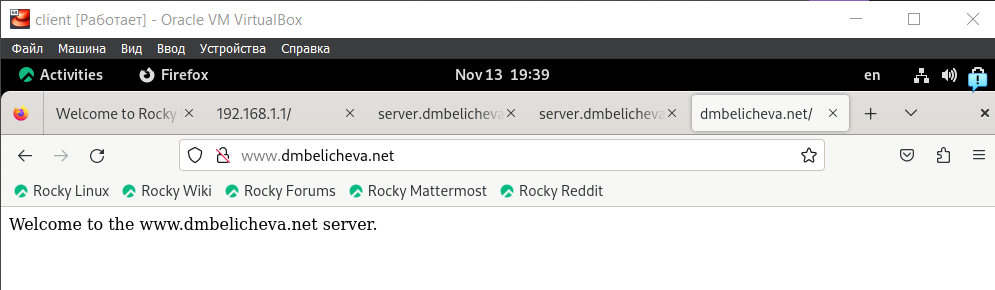 client [Работает] - Oracle VM VirtualBox
Файл Машина Вид Ввод Устройства Справка
Activities Firefox Nov 13 19:39 en
Welcome to Rocky 192.168.1.1/ server.dmbelicheva server.dmbelicheva dmbelicheva.net/
www.dmbelicheva.net
Rocky Linux Rocky Wiki Rocky Forums Rocky Mattermost Rocky Reddit
Welcome to the www.dmbelicheva.net server.